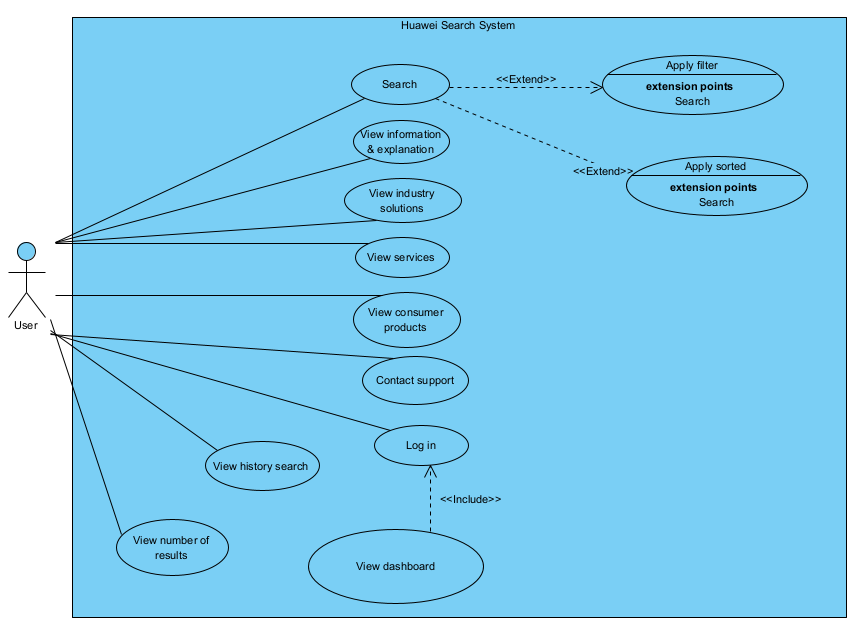 Huawei Search System
Search
<<Extend>>
Apply filter
extension points
Search
View information
& explanation
<<Extend>>
Apply sorted
extension points
Search
View industry
solutions
View services
User
View consumer
products
Contact support
Log in
View history search
<<Include>>
View number of
results
View dashboard